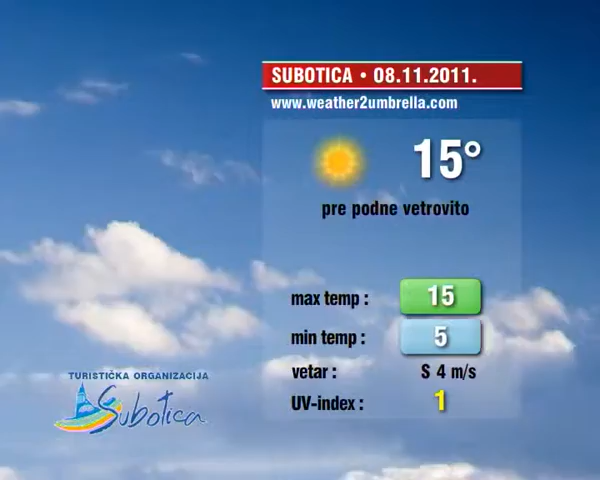 SUBOTICA • 08.11.2011.
www.weather2umbrella.com
15°
pre podne vetrovito
max temp : 15
min temp : 5
vetar : S 4 m/s
UV-index : 1
TURISTIČKA ORGANIZACIJA
Subotica